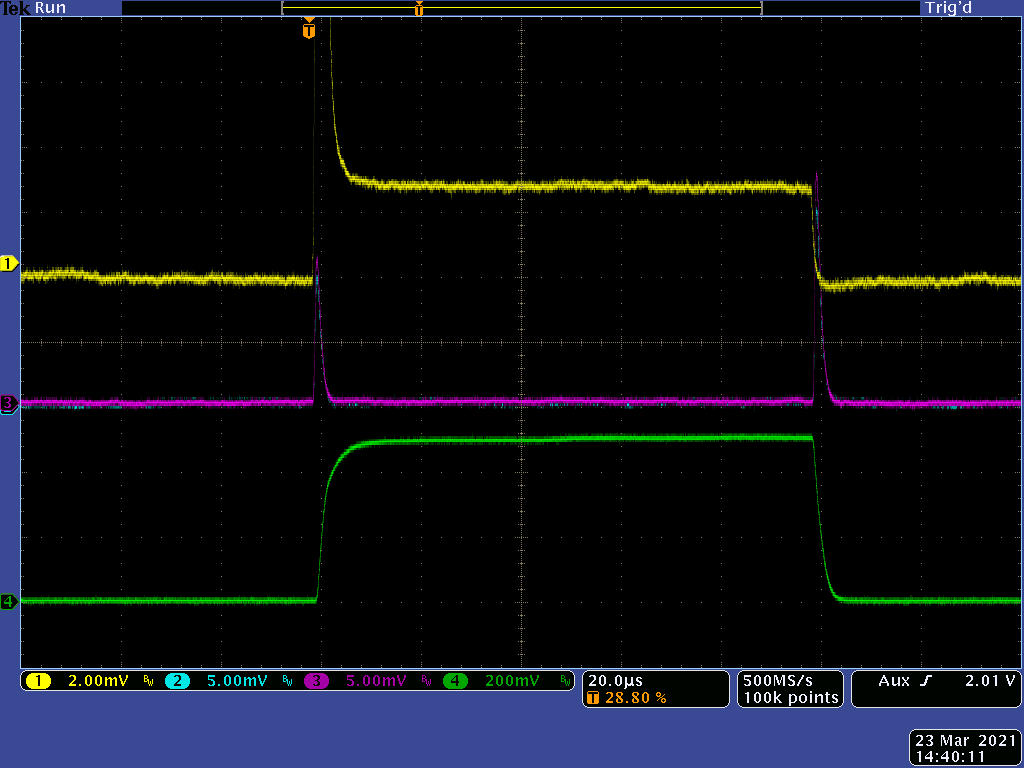 Tek Run Trig'd
T
T
1
3
4
1 2.00mV BW 2 5.00mV BW 3 5.00mV BW 4 200mV BW
20.0µs
T 28.80 %
500MS/s
100k points
Aux ʃ 2.01 V
23 Mar 2021
14:40:11